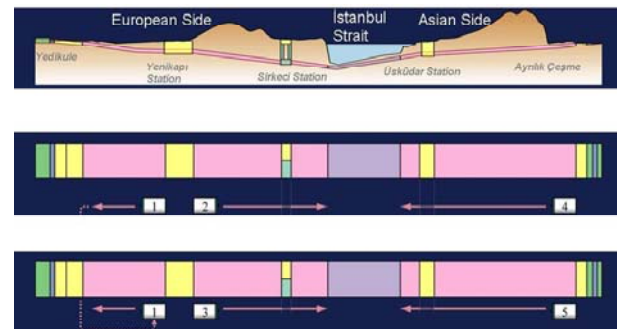 European Side
İstanbul
Strait
Asian Side
Yedikule
Yenikapı
Station
Sirkeci Station
Üsküdar Station
Ayrılık Çeşme
1
2
4
1
3
5